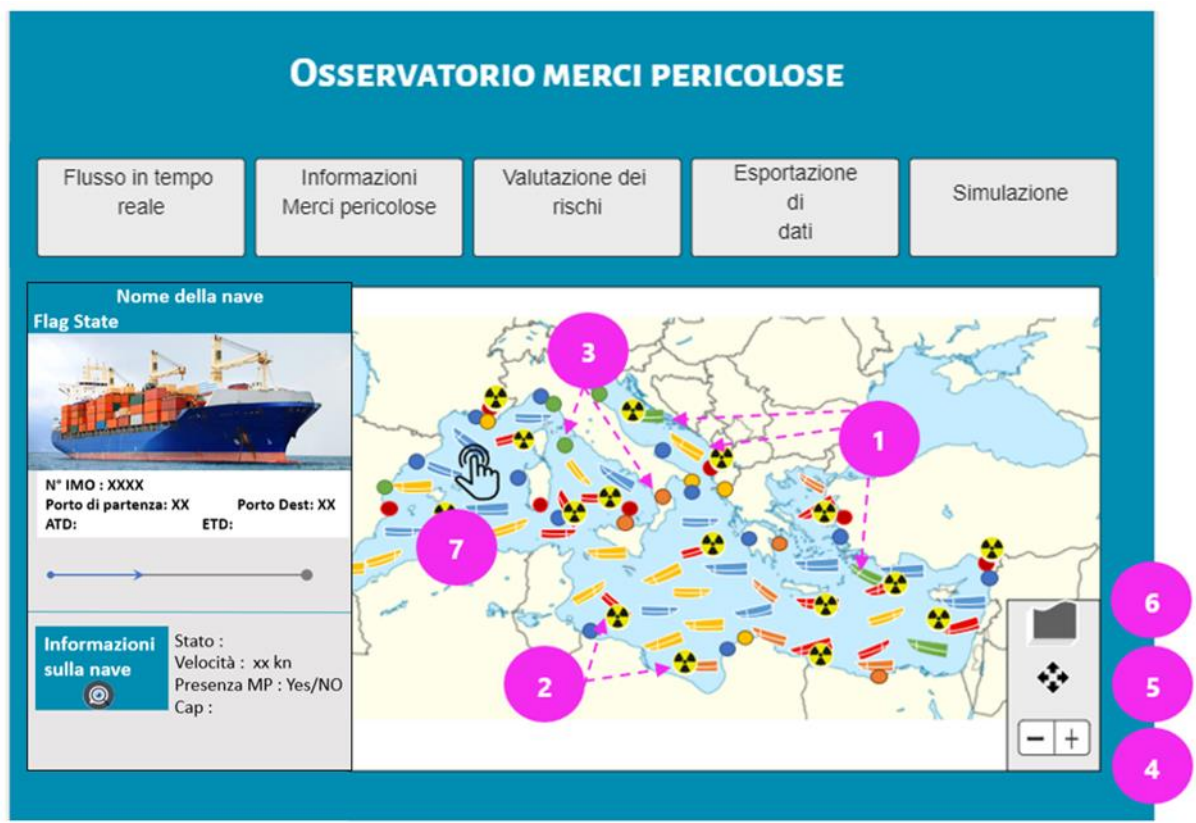 OSSERVATORIO MERCI PERICOLOSE
Flusso in tempo
reale
Informazioni
Merci pericolose
Valutazione dei
rischi
Esportazione
di
dati
Simulazione
Nome della nave
Flag State
N° IMO : XXXX
Porto di partenza: XX Porto Dest: XX
ATD: ETD:
Informazioni
sulla nave
Stato :
Velocità : xx kn
Presenza MP : Yes/NO
Cap :
3
1
7
2
6
5
4
− +